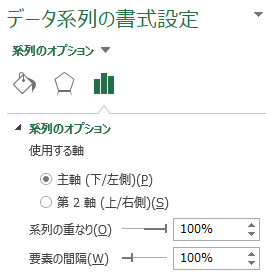 データ系列の書式設定
系列のオプション
系列のオプション
使用する軸
主軸 (下/左側)(P)
第 2 軸 (上/右側)(S)
系列の重なり(O) 100%
要素の間隔(W) 100%